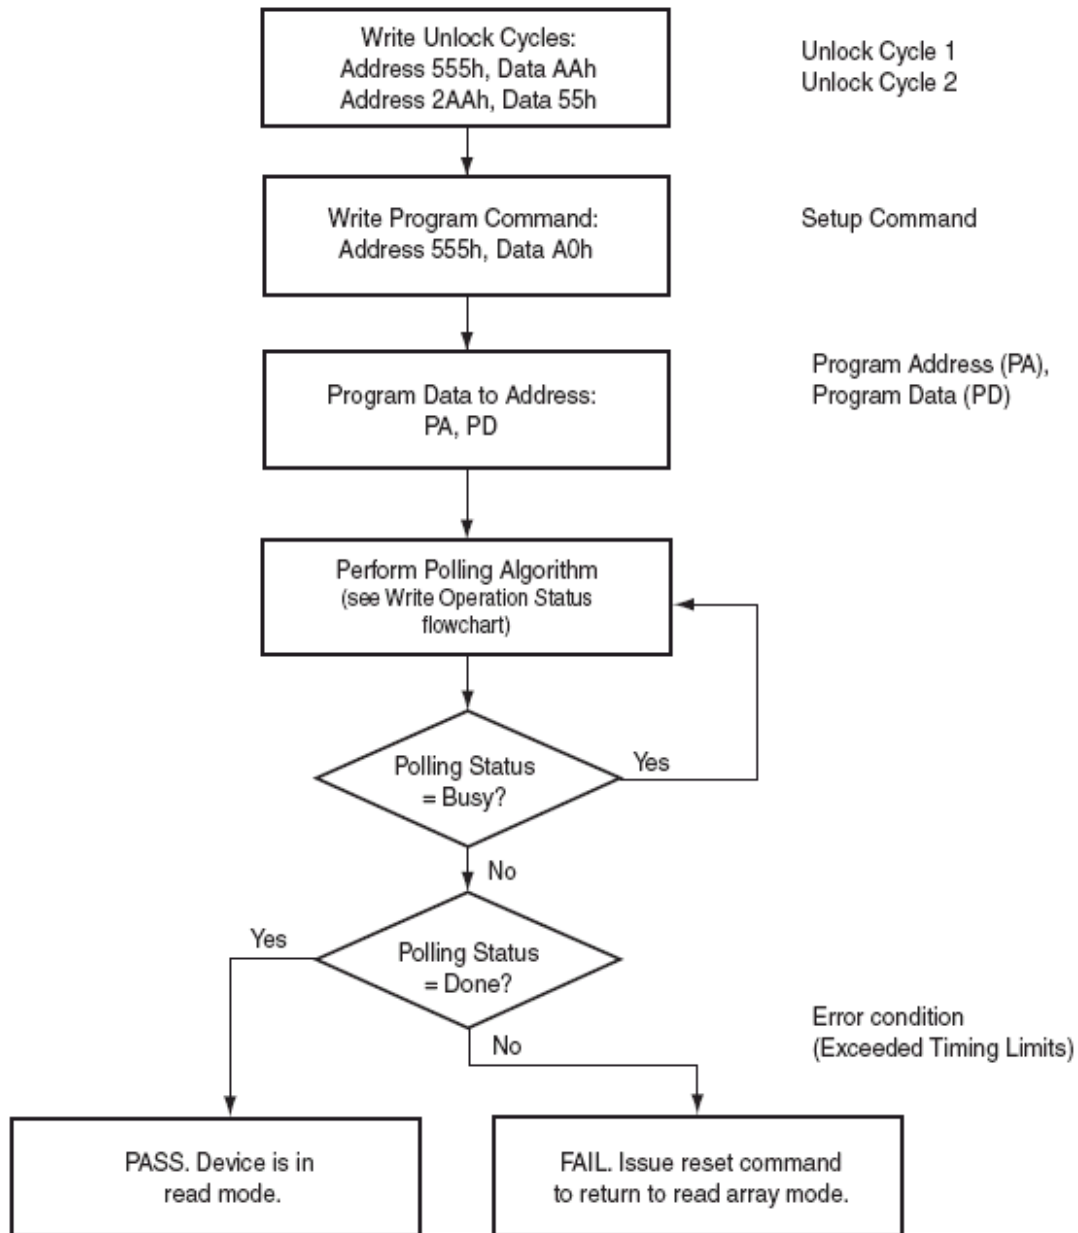 Write Unlock Cycles:
Address 555h, Data AAh
Address 2AAh, Data 55h
Unlock Cycle 1
Unlock Cycle 2
Write Program Command:
Address 555h, Data A0h
Setup Command
Program Data to Address:
PA, PD
Program Address (PA),
Program Data (PD)
Perform Polling Algorithm
(see Write Operation Status
flowchart)
Polling Status
= Busy?
Yes
No
Polling Status
= Done?
Yes
No
Error condition
(Exceeded Timing Limits)
PASS. Device is in
read mode.
FAIL. Issue reset command
to return to read array mode.